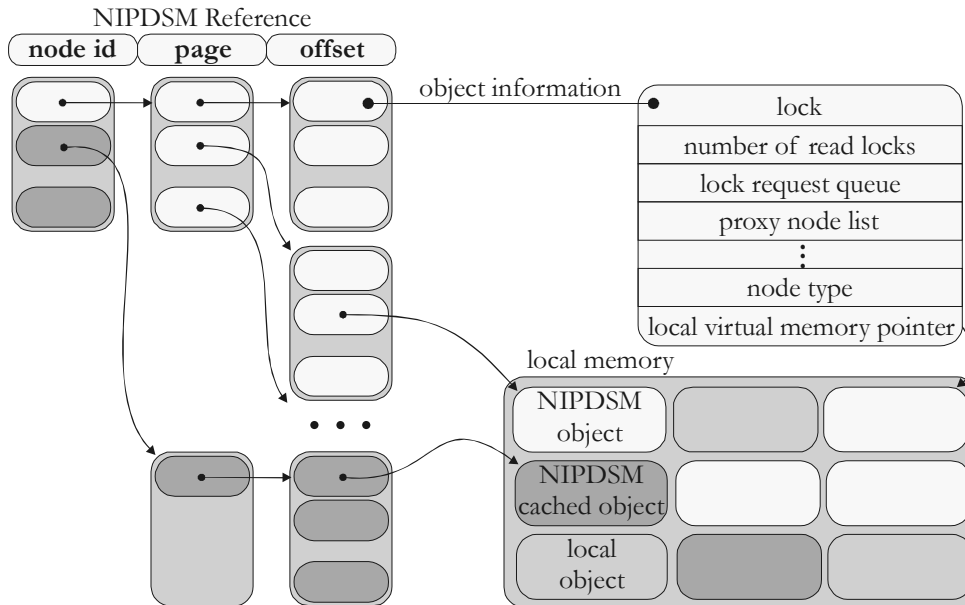 NIPDSM Reference
node id
page
offset
object information
lock
number of read locks
lock request queue
proxy node list
node type
local virtual memory pointer
local memory
NIPDSM
object
NIPDSM
cached object
local
object